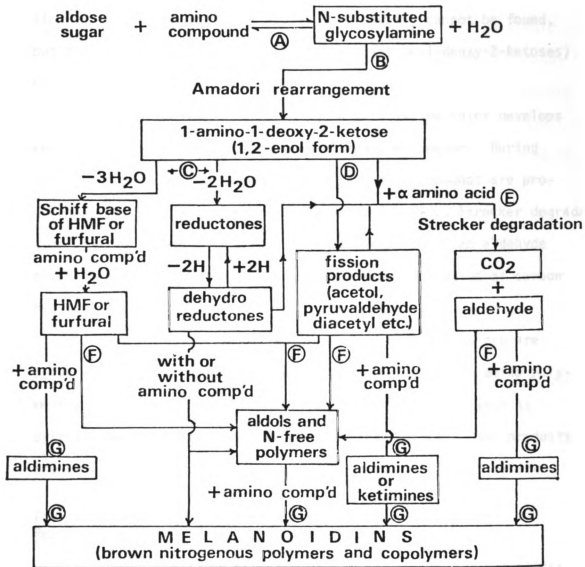 aldose sugar + amino compound
Ⓐ
N-substituted glycosylamine
+ H2O
Ⓑ
Amadori rearrangement
1-amino-1-deoxy-2-ketose
(1,2-enol form)
−3H2O
Ⓒ
−2H2O
Ⓓ
+α amino acid
Ⓔ
Strecker degradation
Schiff base
of HMF or
furfural
reductones
amino comp'd
+ H2O
−2H
+2H
fission
products
(acetol,
pyruvaldehyde
diacetyl etc.)
CO2
+
aldehyde
HMF or
furfural
dehydro
reductones
+amino
comp'd
Ⓕ
with or
without
amino comp'd
Ⓕ
Ⓕ
+amino
comp'd
Ⓕ
+amino
comp'd
Ⓖ
aldimines
aldols and
N-free
polymers
Ⓖ
aldimines
or
ketimines
Ⓖ
aldimines
+amino comp'd
Ⓖ
Ⓖ
Ⓖ
Ⓖ
MELANOIDINS
(brown nitrogenous polymers and copolymers)